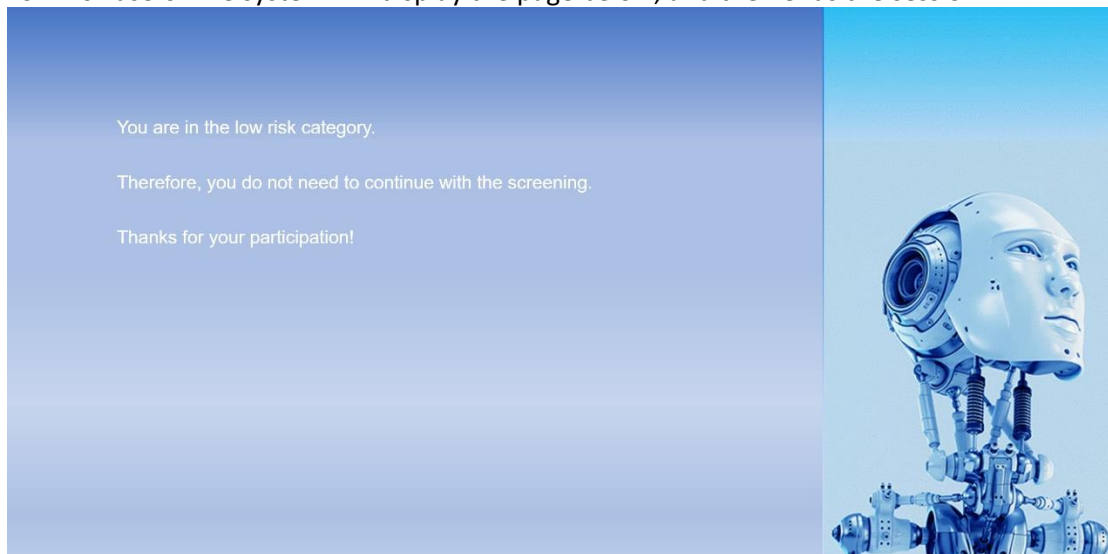 You are in the low risk category.
Therefore, you do not need to continue with the screening.
Thanks for your participation!